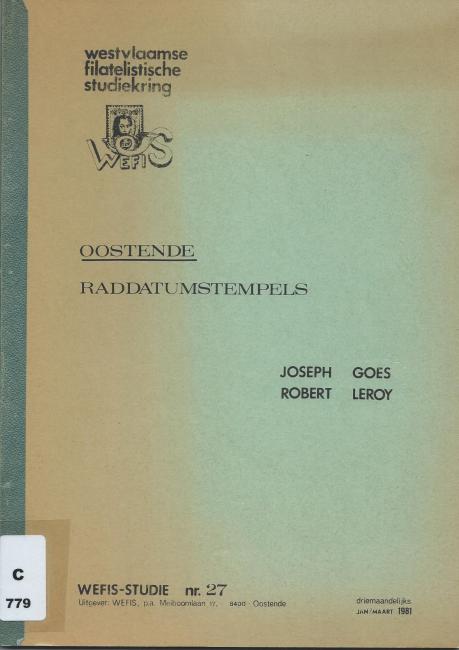 westvlaamse
filatelistische
studiekring
WEFIS
OOSTENDE
RADDATUMSTEMPELS
JOSEPH GOES
ROBERT LEROY
WEFIS-STUDIE nr. 27
Uitgever: WEFIS, p.a. Meiboomlaan 17, 8400 - Oostende
driemaandelijks
JAN/MAART 1981
C
779